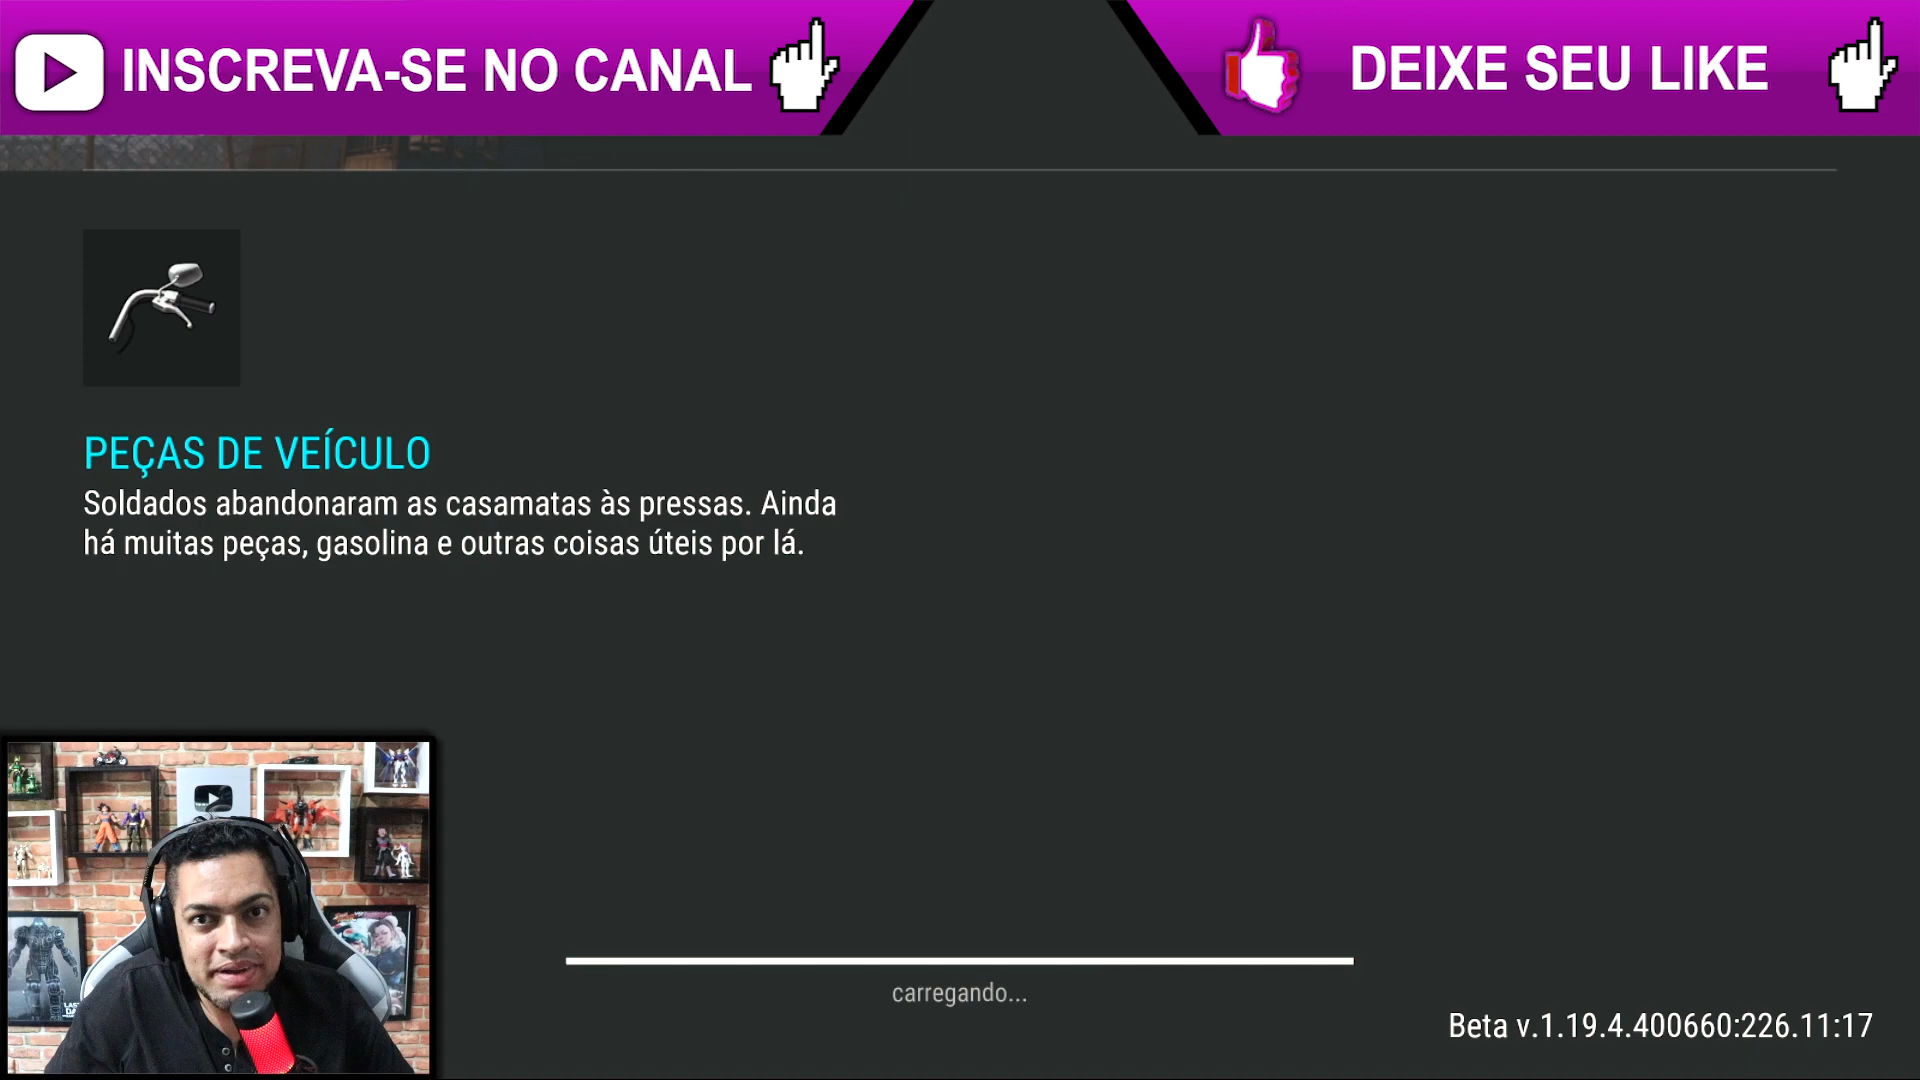 INSCREVA-SE NO CANAL
DEIXE SEU LIKE
PEÇAS DE VEÍCULO
Soldados abandonaram as casamatas às pressas. Ainda
há muitas peças, gasolina e outras coisas úteis por lá.
carregando...
Beta v.1.19.4.400660:226.11:17